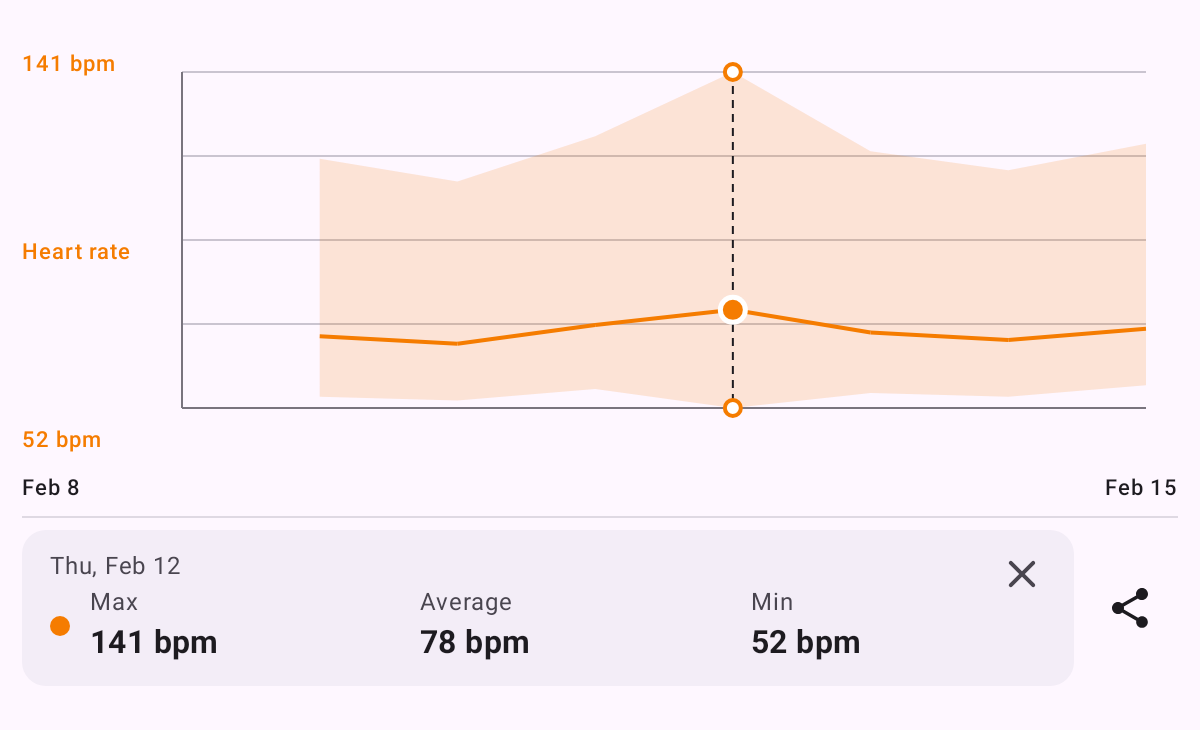 141 bpm
Heart rate
52 bpm
Feb 8
Feb 15
Thu, Feb 12
Max
Average
Min
141 bpm
78 bpm
52 bpm